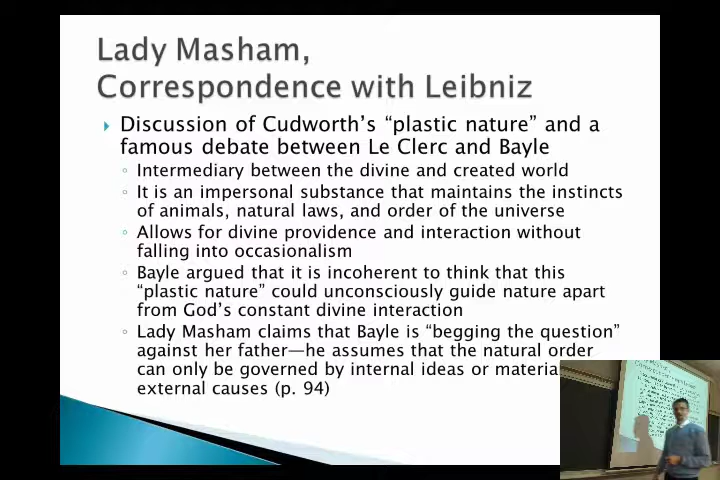 Lady Masham,
Correspondence with Leibniz
Discussion of Cudworth's "plastic nature" and a
famous debate between Le Clerc and Bayle
Intermediary between the divine and created world
It is an impersonal substance that maintains the instincts
of animals, natural laws, and order of the universe
Allows for divine providence and interaction without
falling into occasionalism
Bayle argued that it is incoherent to think that this
"plastic nature" could unconsciously guide nature apart
from God's constant divine interaction
Lady Masham claims that Bayle is "begging the question"
against her father—he assumes that the natural order
can only be governed by internal ideas or materia
external causes (p. 94)